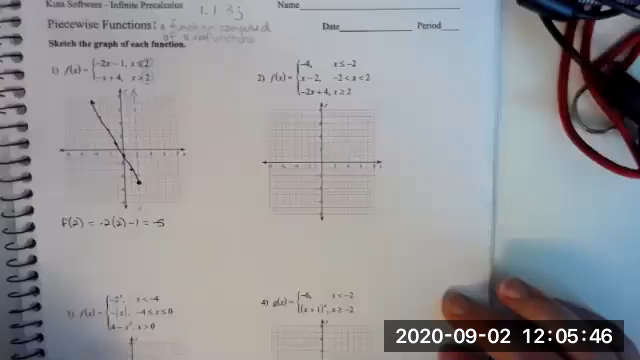 Kuta Software - Infinite Precalculus
1.1 3;
Name
Piecewise Functions:
a function composed
of subfunctions
Date
Period
Sketch the graph of each function.
1) f(x) = { -2x - 1, x ≤ 2
-x + 4, x > 2
2) f(x) = { -4, x ≤ -2
x - 2, -2 < x < 2
-2x + 4, x ≥ 2
f(2) = -2(2) - 1 = -5
3) f(x) = { -2ˣ, x < -4
-|x|, -4 ≤ x ≤ 0
4 - x², x > 0
4) g(x) = { -6, x < -2
x ≥ -2
2020-09-02 12:05:46